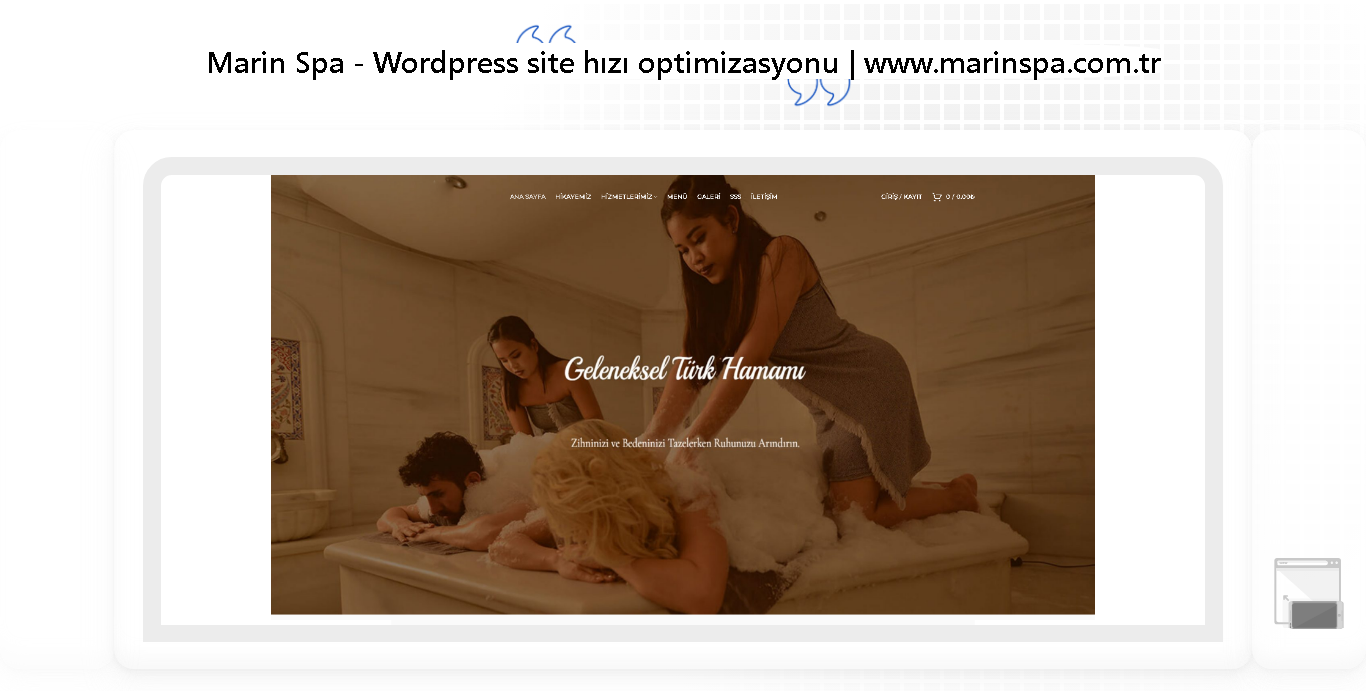 Marin Spa - Wordpress site hızı optimizasyonu | www.marinspa.com.tr
ANA SAYFA HİKAYEMİZ HİZMETLERİMİZ MENÜ GALERİ SSS İLETİŞİM GİRİŞ / KAYIT 0 / 0.00₺
Geleneksel Türk Hamamı
Zihninizi ve Bedeninizi Tazelerken Ruhunuzu Arındırın.